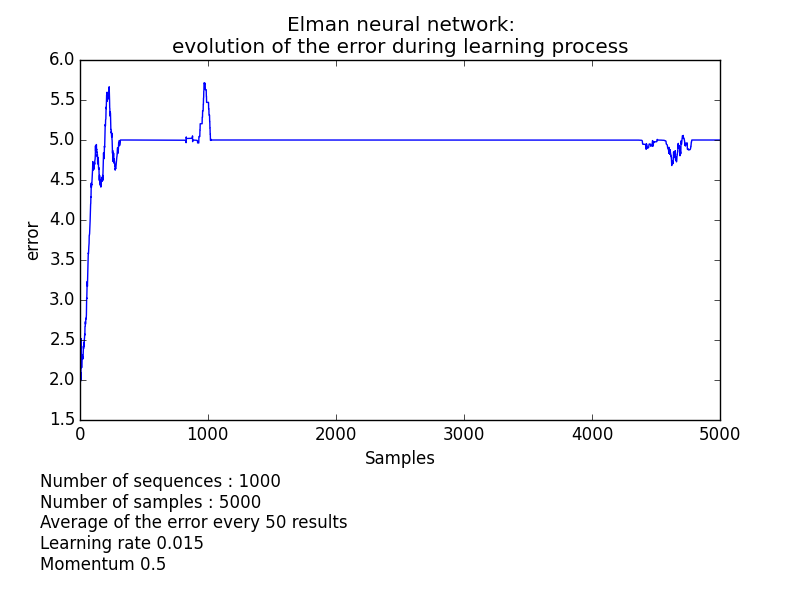 Elman neural network:
evolution of the error during learning process
6.0
5.5
5.0
4.5
4.0
3.5
3.0
2.5
2.0
1.5
error
0 1000 2000 3000 4000 5000
Samples
Number of sequences : 1000
Number of samples : 5000
Average of the error every 50 results
Learning rate 0.015
Momentum 0.5